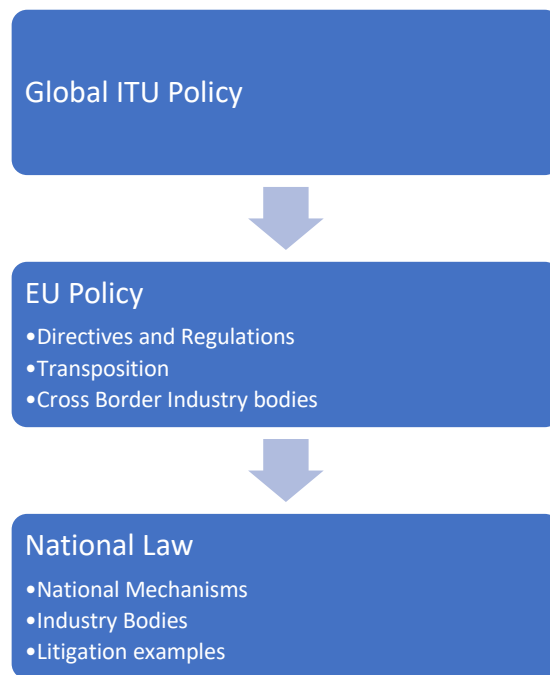 Global ITU Policy
EU Policy
•Directives and Regulations
•Transposition
•Cross Border Industry bodies
National Law
•National Mechanisms
•Industry Bodies
•Litigation examples